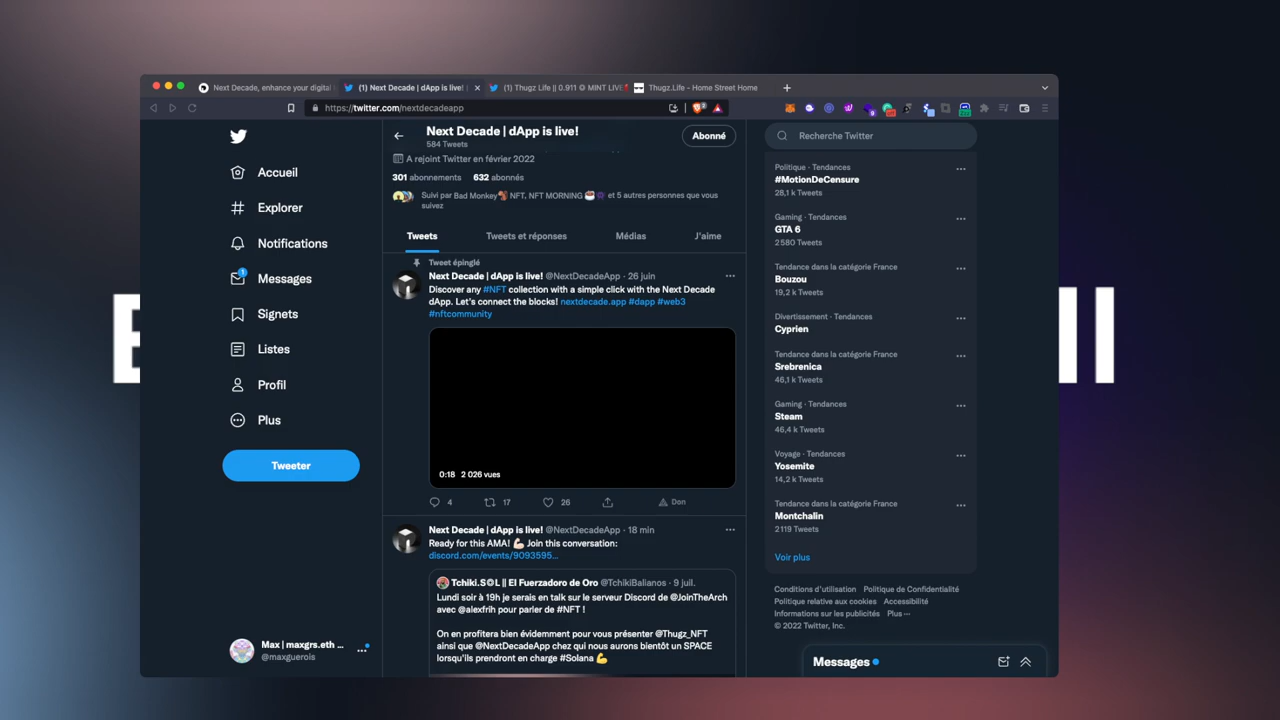 Next Decade, enhance your digital
(1) Next Decade | dApp is live!
(1) Thugz Life || 0.911 ◎ MINT LIVE
Thugz.Life - Home Street Home
https://twitter.com/nextdecadeapp
Next Decade | dApp is live!
584 Tweets
Abonné
Recherche Twitter
A rejoint Twitter en février 2022
301 abonnements 632 abonnés
Suivi par Bad Monkey🐒 NFT, NFT MORNING ☕ et 5 autres personnes que vous
suivez
Tweets
Tweets et réponses
Médias
J'aime
Accueil
Explorer
Notifications
1
Messages
Signets
Listes
Profil
Plus
Tweeter
Max | maxgrs.eth ...
@maxguerois
Tweet épinglé
Next Decade | dApp is live! @NextDecadeApp · 26 juin
Discover any #NFT collection with a simple click with the Next Decade
dApp. Let's connect the blocks! nextdecade.app #dapp #web3
#nftcommunity
0:18 2 026 vues
4 17 26 Don
Next Decade | dApp is live! @NextDecadeApp · 18 min
Ready for this AMA! 💪🏻 Join this conversation:
discord.com/events/9093595...
Tchiki.S◎L || El Fuerzadoro de Oro @TchikiBalianos · 9 juil.
Lundi soir à 19h je serais en talk sur le serveur Discord de @JoinTheArch
avec @alexfrih pour parler de #NFT !
On en profitera bien évidemment pour vous présenter @Thugz_NFT
ainsi que @NextDecadeApp chez qui nous aurons bientôt un SPACE
lorsqu'ils prendront en charge #Solana 💪
Politique · Tendances
#MotionDeCensure
28,1 k Tweets
Gaming · Tendances
GTA 6
2 580 Tweets
Tendance dans la catégorie France
Bouzou
19,2 k Tweets
Divertissement · Tendances
Cyprien
Tendance dans la catégorie France
Srebrenica
46,1 k Tweets
Gaming · Tendances
Steam
46,4 k Tweets
Voyage · Tendances
Yosemite
14,2 k Tweets
Tendance dans la catégorie France
Montchalin
2 119 Tweets
Voir plus
Conditions d'utilisation Politique de Confidentialité
Politique relative aux cookies Accessibilité
Informations sur les publicités Plus ···
© 2022 Twitter, Inc.
Messages